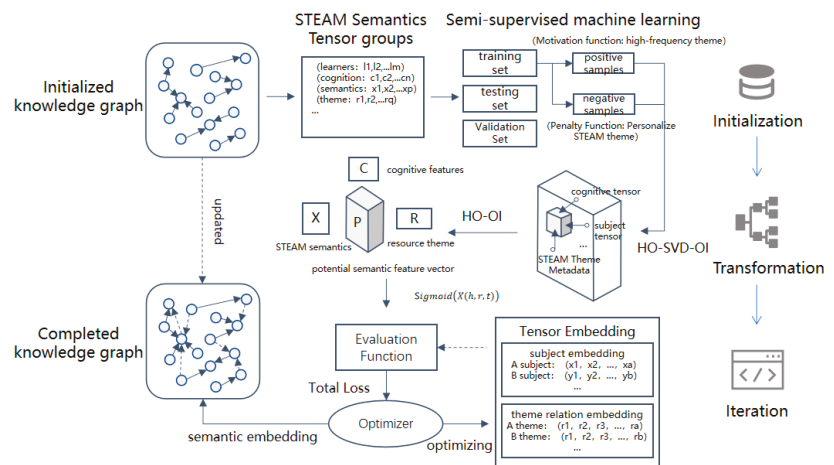 STEAM Semantics
Tensor groups
Semi-supervised machine learning
(Motivation function: high-frequency theme)
Initialized
knowledge graph
(learners: l1,l2,...lm)
(cognition: c1,c2,...cn)
(semantics: x1,x2,...xp)
(theme: r1,r2,...rq)
...
training
set
testing
set
Validation
Set
positive
samples
negative
samples
(Penalty Function: Personalize
STEAM theme)
Initialization
updated
C
cognitive features
X
STEAM semantics
P
R
resource theme
potential semantic feature vector
HO-OI
cognitive tensor
subject
tensor
...
STEAM Theme
Metadata
HO-SVD-OI
Transformation
Sigmoid(X(h,r,t))
Completed
knowledge graph
Evaluation
Function
Total Loss
Optimizer
semantic embedding
optimizing
Tensor Embedding
subject embedding
A subject: (x1, x2, ..., xa)
B subject: (y1, y2, ..., yb)
...
theme relation embedding
A theme: (r1, r2, r3, ..., ra)
B theme: (r1, r2, r3, ..., rb)
...
Iteration